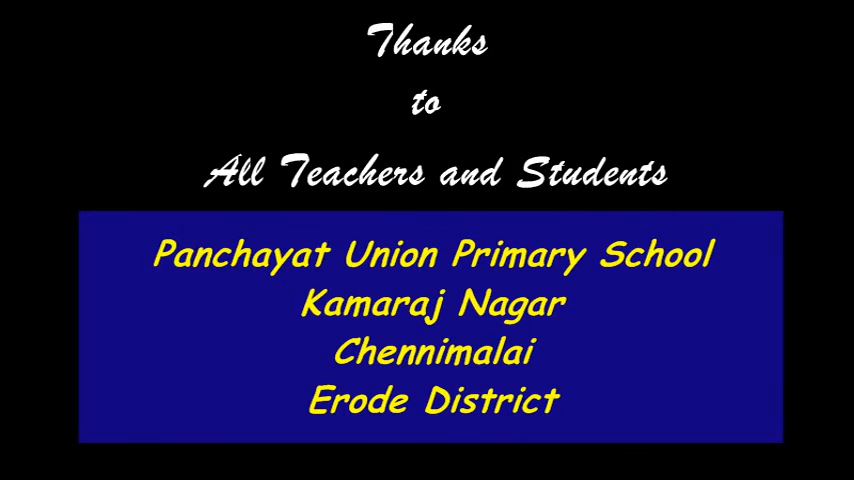 Thanks
to
All Teachers and Students
Panchayat Union Primary School
Kamaraj Nagar
Chennimalai
Erode District